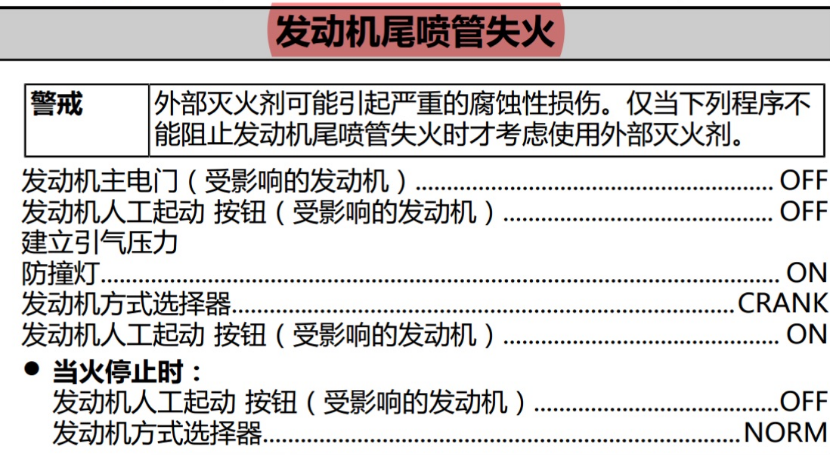 发动机尾喷管失火
警戒
外部灭火剂可能引起严重的腐蚀性损伤。仅当下列程序不
能阻止发动机尾喷管失火时才考虑使用外部灭火剂。
发动机主电门（受影响的发动机）................................................ OFF
发动机人工起动 按钮（受影响的发动机）.................................... OFF
建立引气压力
防撞灯............................................................................................ ON
发动机方式选择器....................................................................CRANK
发动机人工起动 按钮（受影响的发动机）..................................... ON
● 当火停止时：
发动机人工起动 按钮（受影响的发动机）.................................OFF
发动机方式选择器................................................................NORM